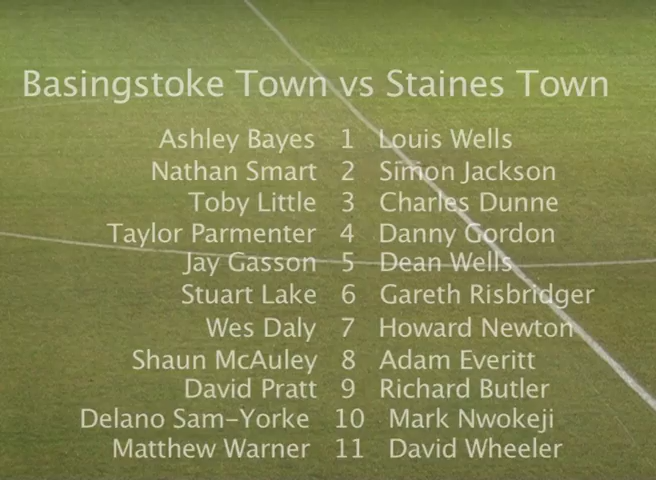 Basingstoke Town vs Staines Town
Ashley Bayes 1 Louis Wells
Nathan Smart 2 Simon Jackson
Toby Little 3 Charles Dunne
Taylor Parmenter 4 Danny Gordon
Jay Gasson 5 Dean Wells
Stuart Lake 6 Gareth Risbridger
Wes Daly 7 Howard Newton
Shaun McAuley 8 Adam Everitt
David Pratt 9 Richard Butler
Delano Sam-Yorke 10 Mark Nwokeji
Matthew Warner 11 David Wheeler